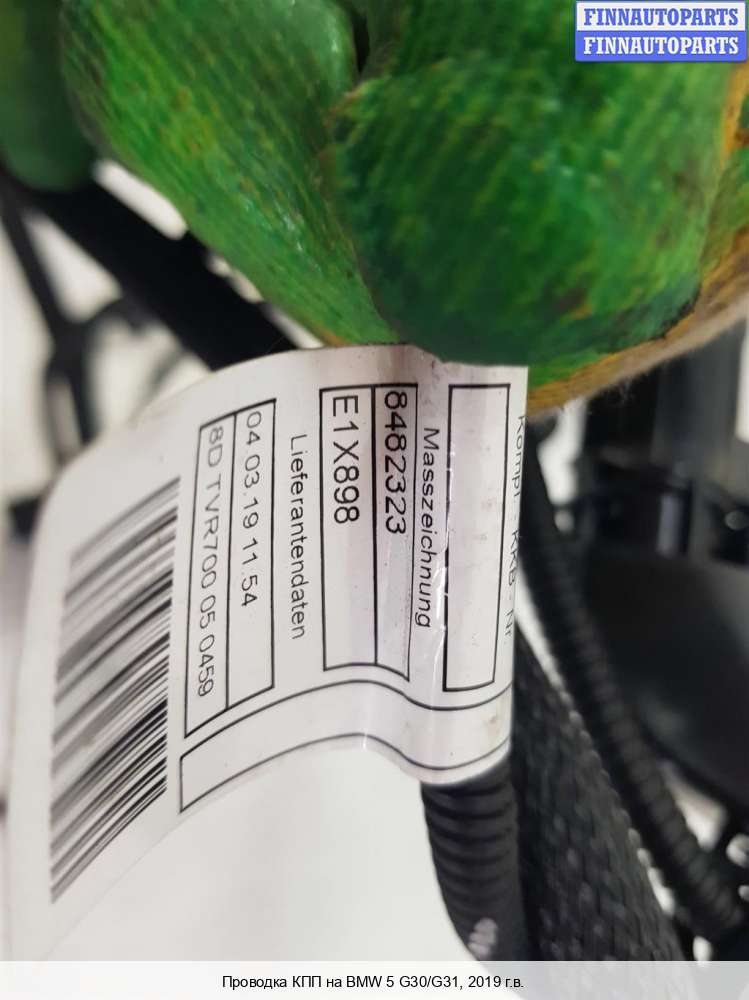 FINNAUTOPARTS
FINNAUTOPARTS
Kompl. - KKB - Nr
Masszeichnung
8482323
E1X898
Lieferantendaten
04.03.19 11.54
8D TVR700 05 0459
Проводка КПП на BMW 5 G30/G31, 2019 г.в.